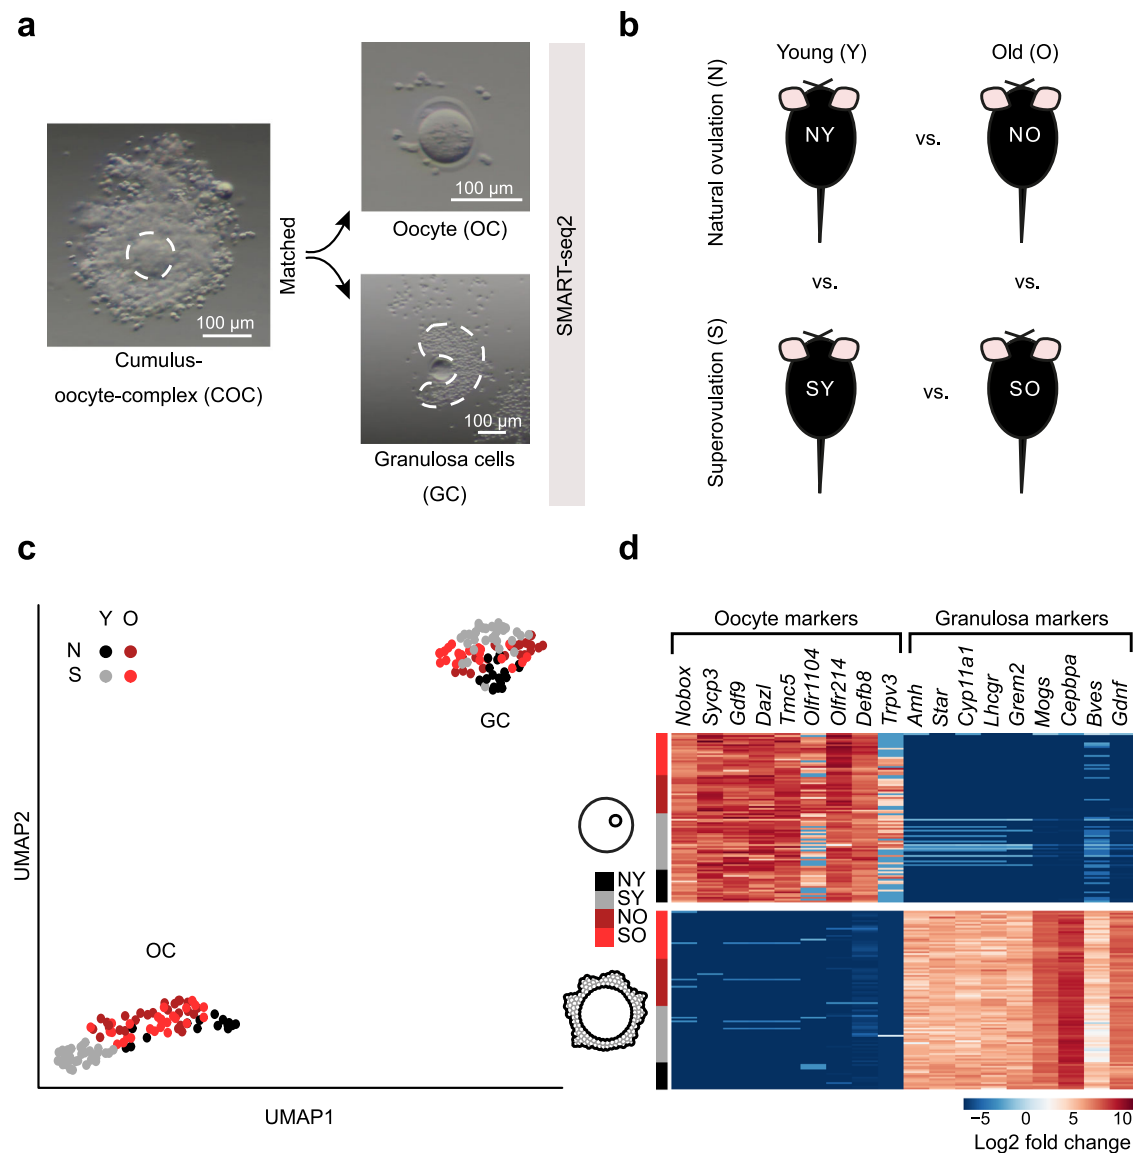 a
100 µm
Cumulus-
oocyte-complex (COC)
Matched
100 µm
Oocyte (OC)
100 µm
Granulosa cells
(GC)
SMART-seq2
b
Young (Y)
Old (O)
Natural ovulation (N)
NY
vs.
NO
vs.
vs.
Superovulation (S)
SY
vs.
SO
c
Y O
N
S
GC
OC
UMAP2
UMAP1
d
Oocyte markers
Granulosa markers
Nobox
Sycp3
Gdf9
Dazl
Tmc5
Olfr1104
Olfr214
Defb8
Trpv3
Amh
Star
Cyp11a1
Lhcgr
Grem2
Mogs
Cepbpa
Bves
Gdnf
NY
SY
NO
SO
−5 0 5 10
Log2 fold change